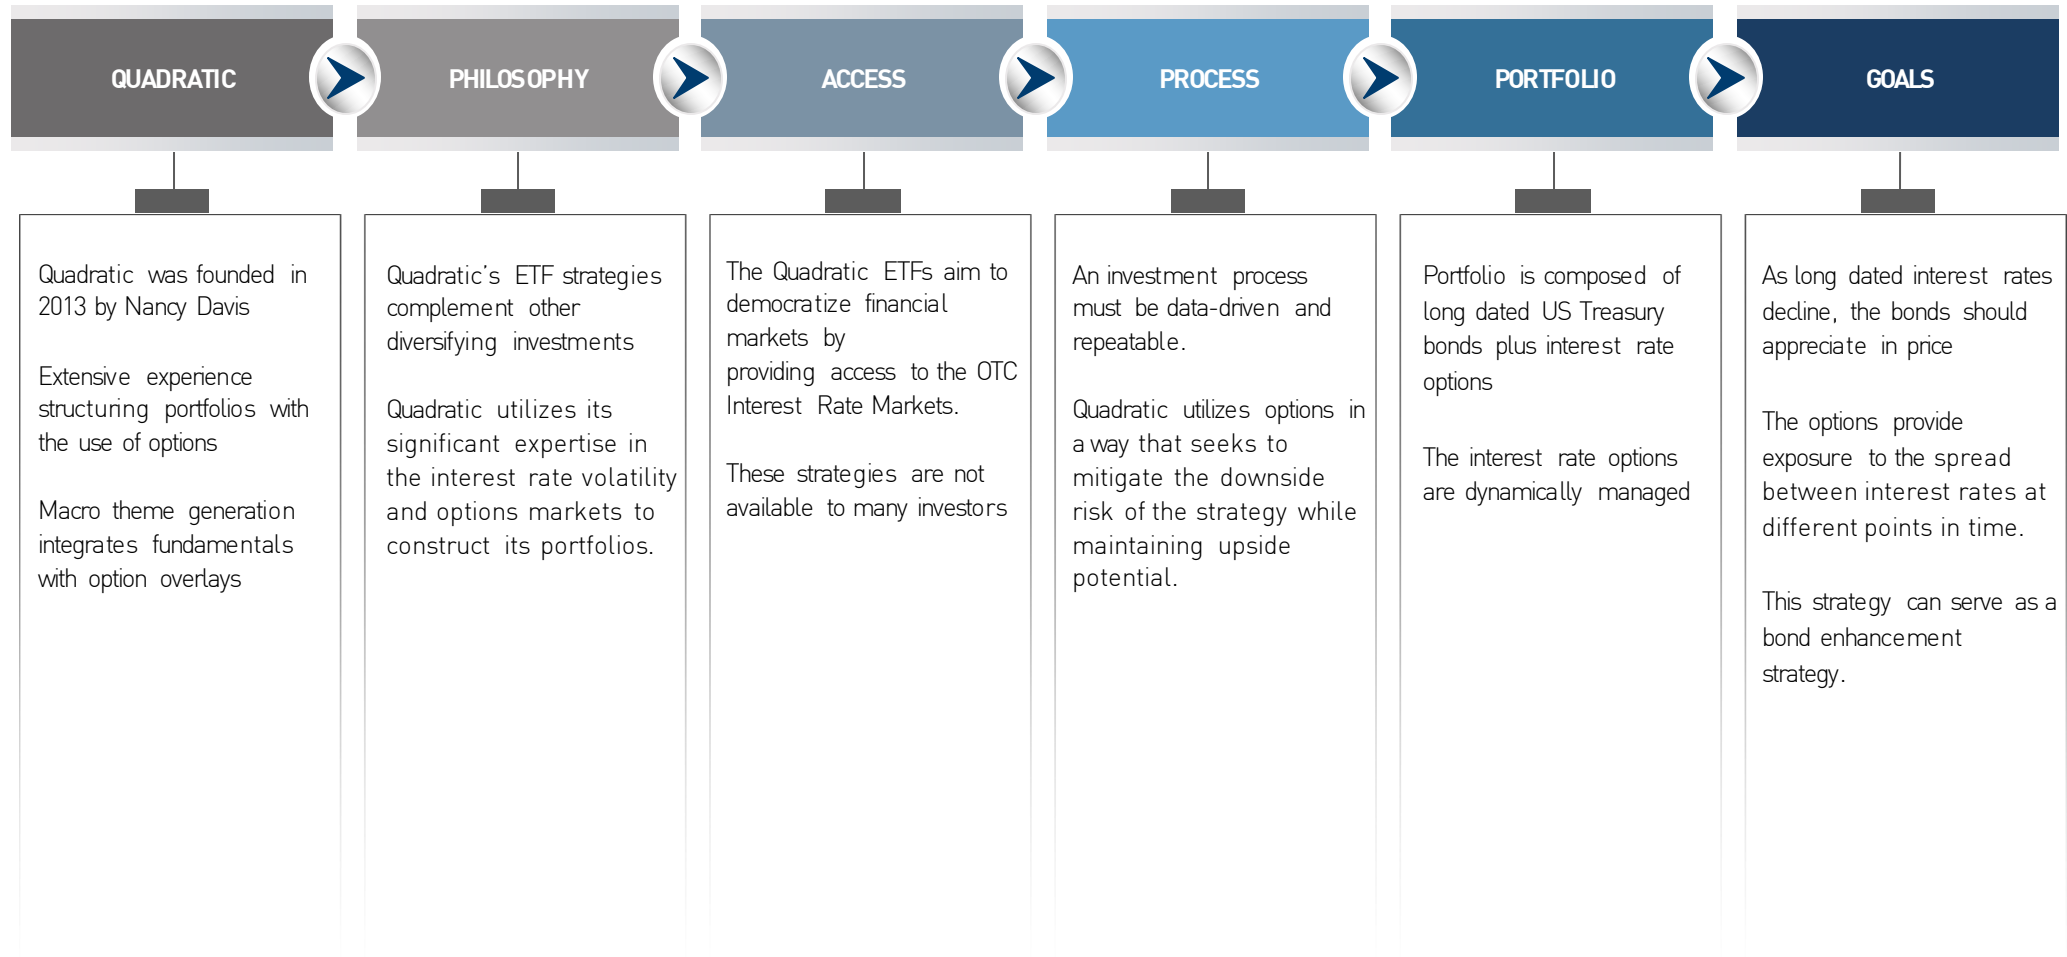 QUADRATIC
PHILOSOPHY
ACCESS
PROCESS
PORTFOLIO
GOALS
Quadratic was founded in
2013 by Nancy Davis
Extensive experience
structuring portfolios with
the use of options
Macro theme generation
integrates fundamentals
with option overlays
Quadratic’s ETF strategies
complement other
diversifying investments
Quadratic utilizes its
significant expertise in
the interest rate volatility
and options markets to
construct its portfolios.
The Quadratic ETFs aim to
democratize financial
markets by
providing access to the OTC
Interest Rate Markets.
These strategies are not
available to many investors
An investment process
must be data-driven and
repeatable.
Quadratic utilizes options in
a way that seeks to
mitigate the downside
risk of the strategy while
maintaining upside
potential.
Portfolio is composed of
long dated US Treasury
bonds plus interest rate
options
The interest rate options
are dynamically managed
As long dated interest rates
decline, the bonds should
appreciate in price
The options provide
exposure to the spread
between interest rates at
different points in time.
This strategy can serve as a
bond enhancement
strategy.